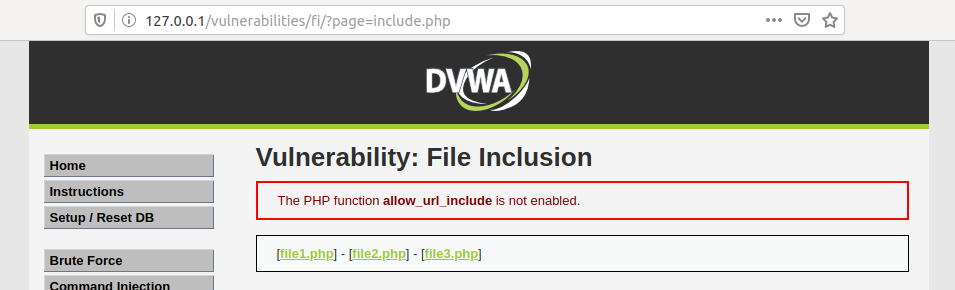 127.0.0.1/vulnerabilities/fi/?page=include.php
DVWA
Vulnerability: File Inclusion
Home
Instructions
Setup / Reset DB
Brute Force
Command Injection
The PHP function allow_url_include is not enabled.
[file1.php] - [file2.php] - [file3.php]